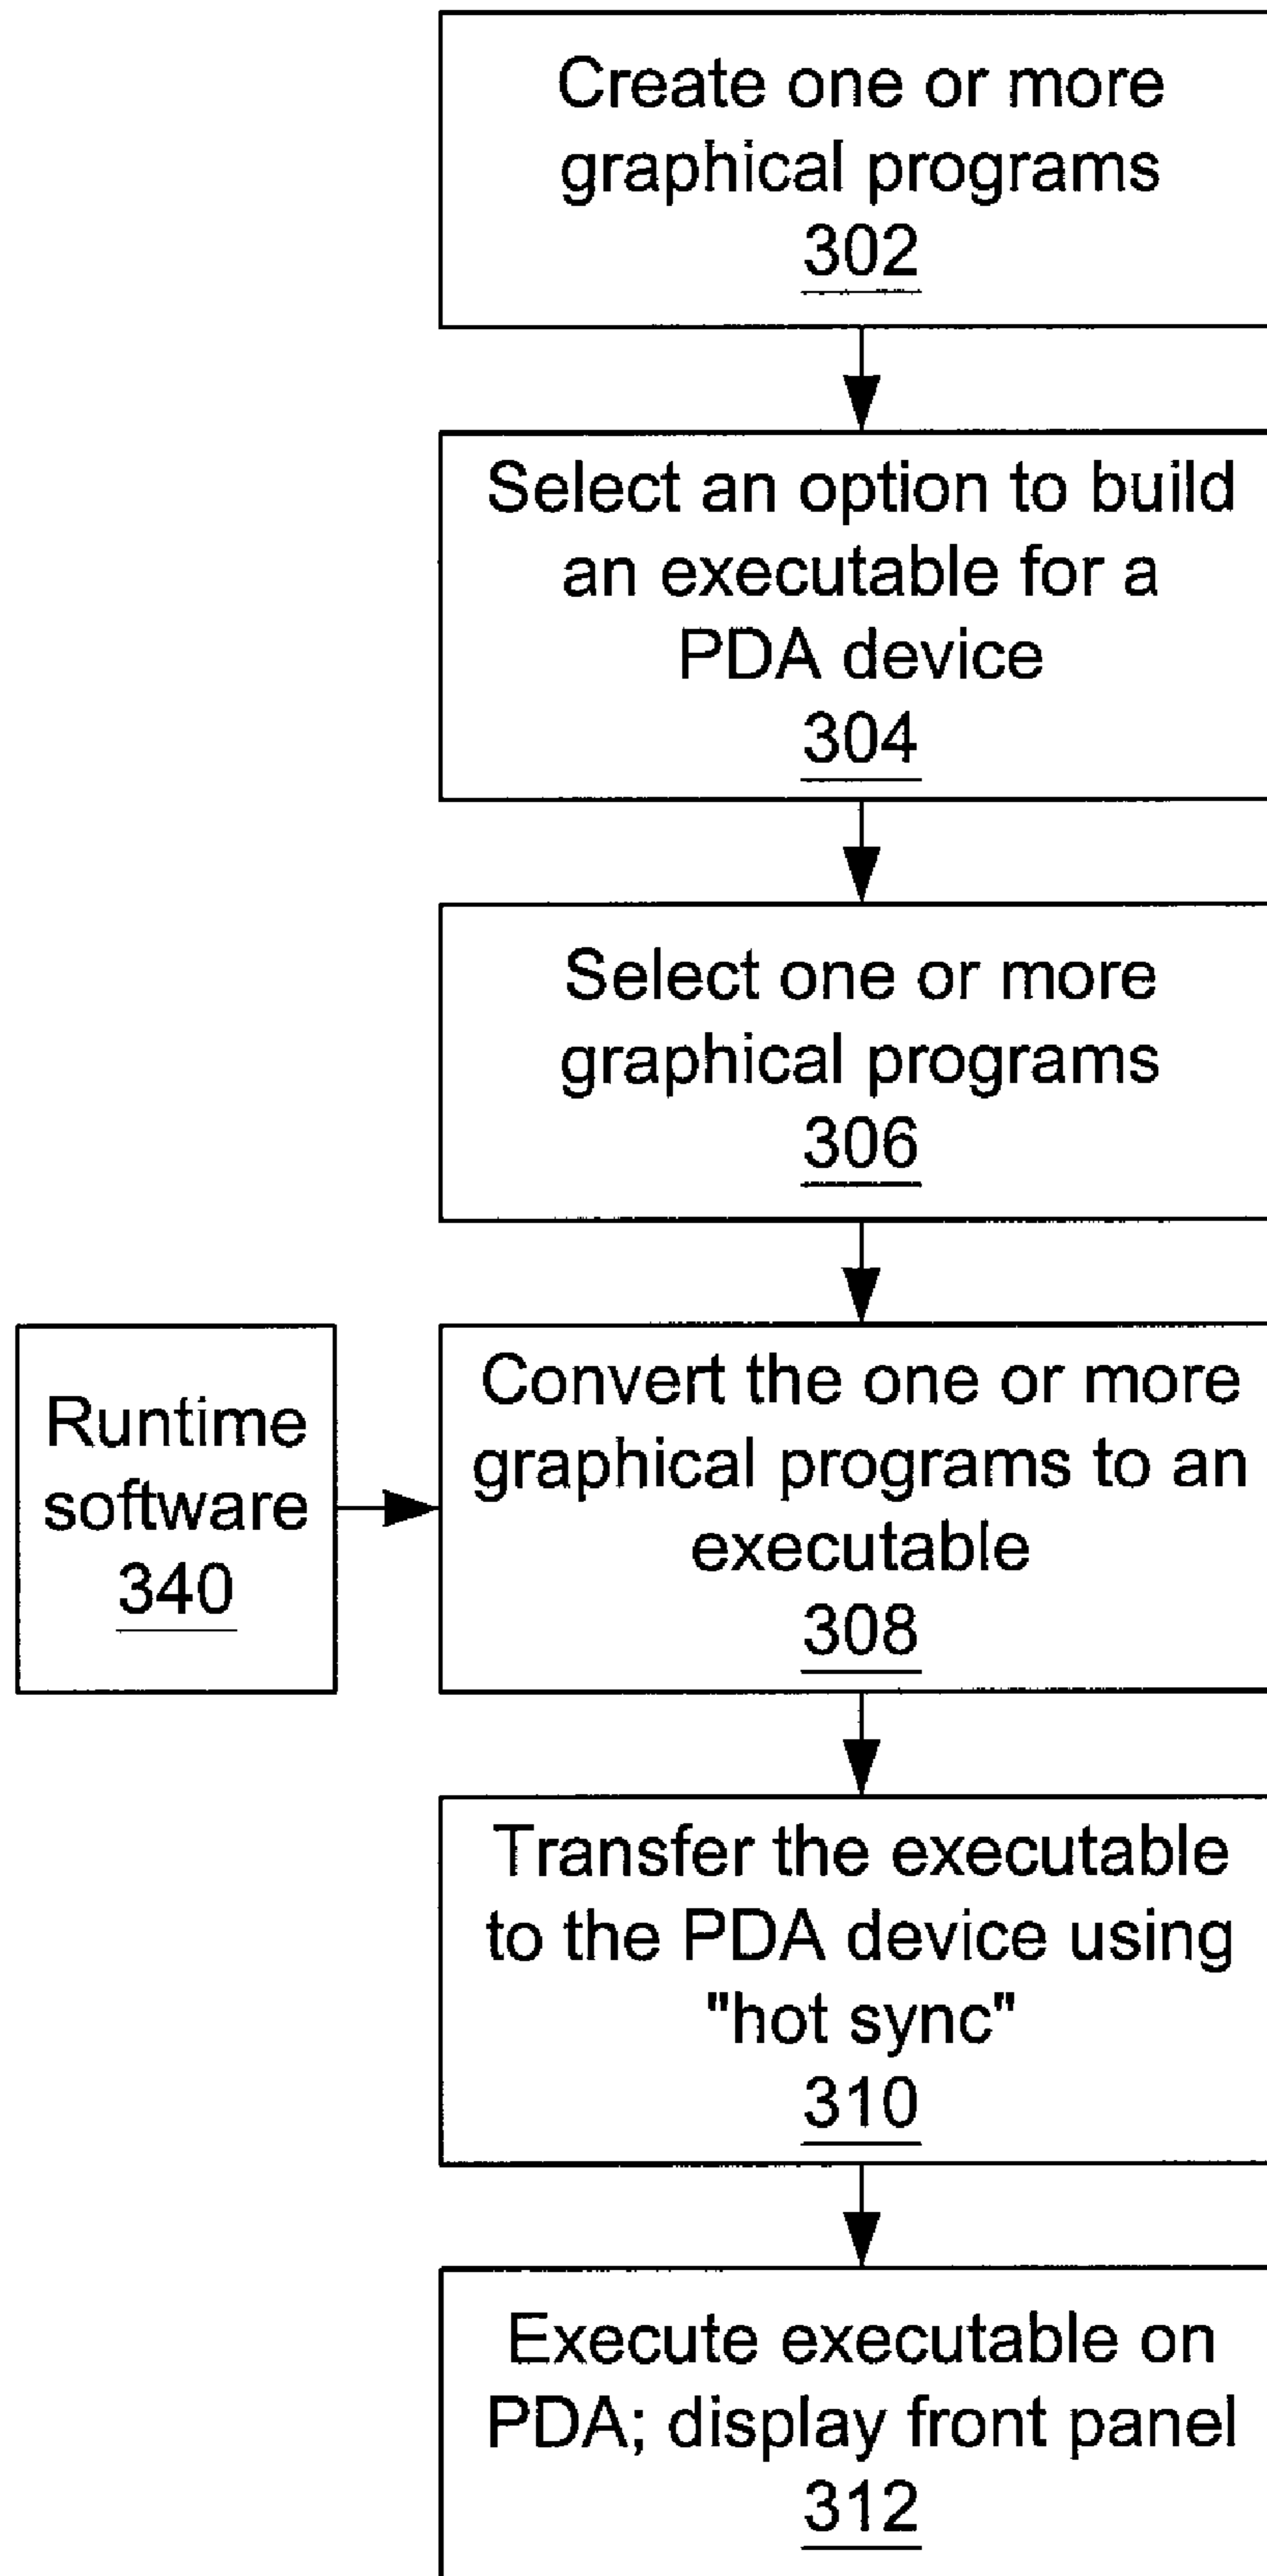 Create one or more
graphical programs
302
Select an option to build
an executable for a
PDA device
304
Select one or more
graphical programs
306
Runtime
software
340
Convert the one or more
graphical programs to an
executable
308
Transfer the executable
to the PDA device using
"hot sync"
310
Execute executable on
PDA; display front panel
312